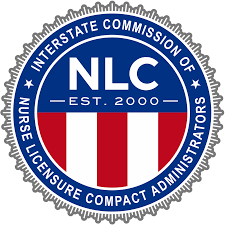 INTERSTATE COMMISSION OF
NURSE LICENSURE COMPACT ADMINISTRATORS
NLC
EST. 2000